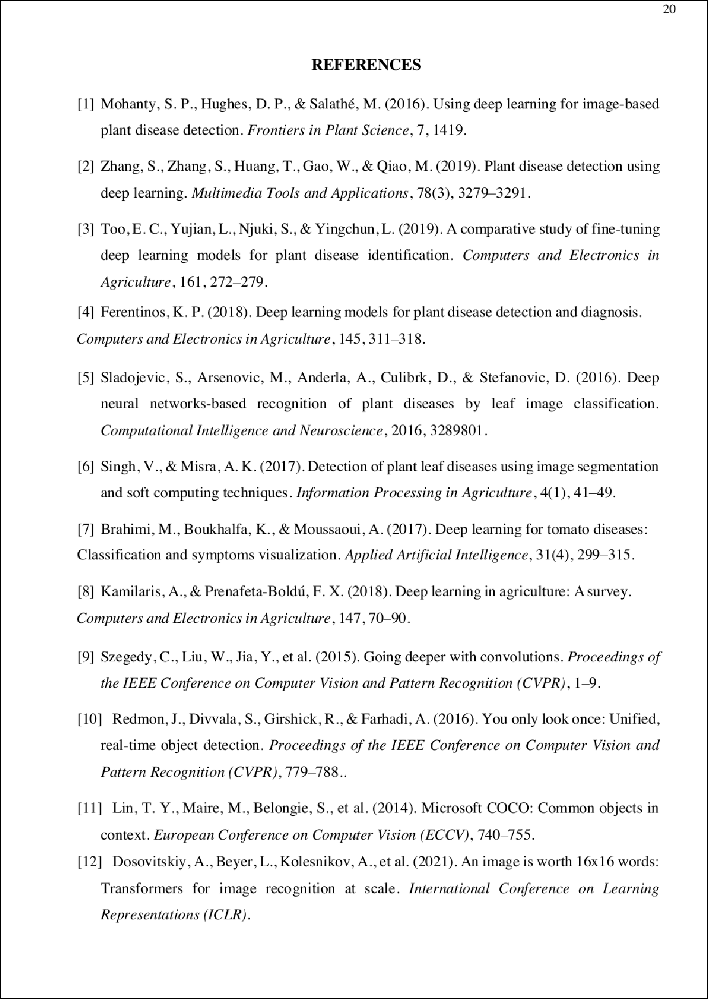 20
REFERENCES
[1] Mohanty, S. P., Hughes, D. P., & Salathé, M. (2016). Using deep learning for image-based
plant disease detection. Frontiers in Plant Science, 7, 1419.
[2] Zhang, S., Zhang, S., Huang, T., Gao, W., & Qiao, M. (2019). Plant disease detection using
deep learning. Multimedia Tools and Applications, 78(3), 3279–3291.
[3] Too, E. C., Yujian, L., Njuki, S., & Yingchun, L. (2019). A comparative study of fine-tuning
deep learning models for plant disease identification. Computers and Electronics in
Agriculture, 161, 272–279.
[4] Ferentinos, K. P. (2018). Deep learning models for plant disease detection and diagnosis.
Computers and Electronics in Agriculture, 145, 311–318.
[5] Sladojevic, S., Arsenovic, M., Anderla, A., Culibrk, D., & Stefanovic, D. (2016). Deep
neural networks-based recognition of plant diseases by leaf image classification.
Computational Intelligence and Neuroscience, 2016, 3289801.
[6] Singh, V., & Misra, A. K. (2017). Detection of plant leaf diseases using image segmentation
and soft computing techniques. Information Processing in Agriculture, 4(1), 41–49.
[7] Brahimi, M., Boukhalfa, K., & Moussaoui, A. (2017). Deep learning for tomato diseases:
Classification and symptoms visualization. Applied Artificial Intelligence, 31(4), 299–315.
[8] Kamilaris, A., & Prenafeta-Boldú, F. X. (2018). Deep learning in agriculture: A survey.
Computers and Electronics in Agriculture, 147, 70–90.
[9] Szegedy, C., Liu, W., Jia, Y., et al. (2015). Going deeper with convolutions. Proceedings of
the IEEE Conference on Computer Vision and Pattern Recognition (CVPR), 1–9.
[10] Redmon, J., Divvala, S., Girshick, R., & Farhadi, A. (2016). You only look once: Unified,
real-time object detection. Proceedings of the IEEE Conference on Computer Vision and
Pattern Recognition (CVPR), 779–788..
[11] Lin, T. Y., Maire, M., Belongie, S., et al. (2014). Microsoft COCO: Common objects in
context. European Conference on Computer Vision (ECCV), 740–755.
[12] Dosovitskiy, A., Beyer, L., Kolesnikov, A., et al. (2021). An image is worth 16x16 words:
Transformers for image recognition at scale. International Conference on Learning
Representations (ICLR).